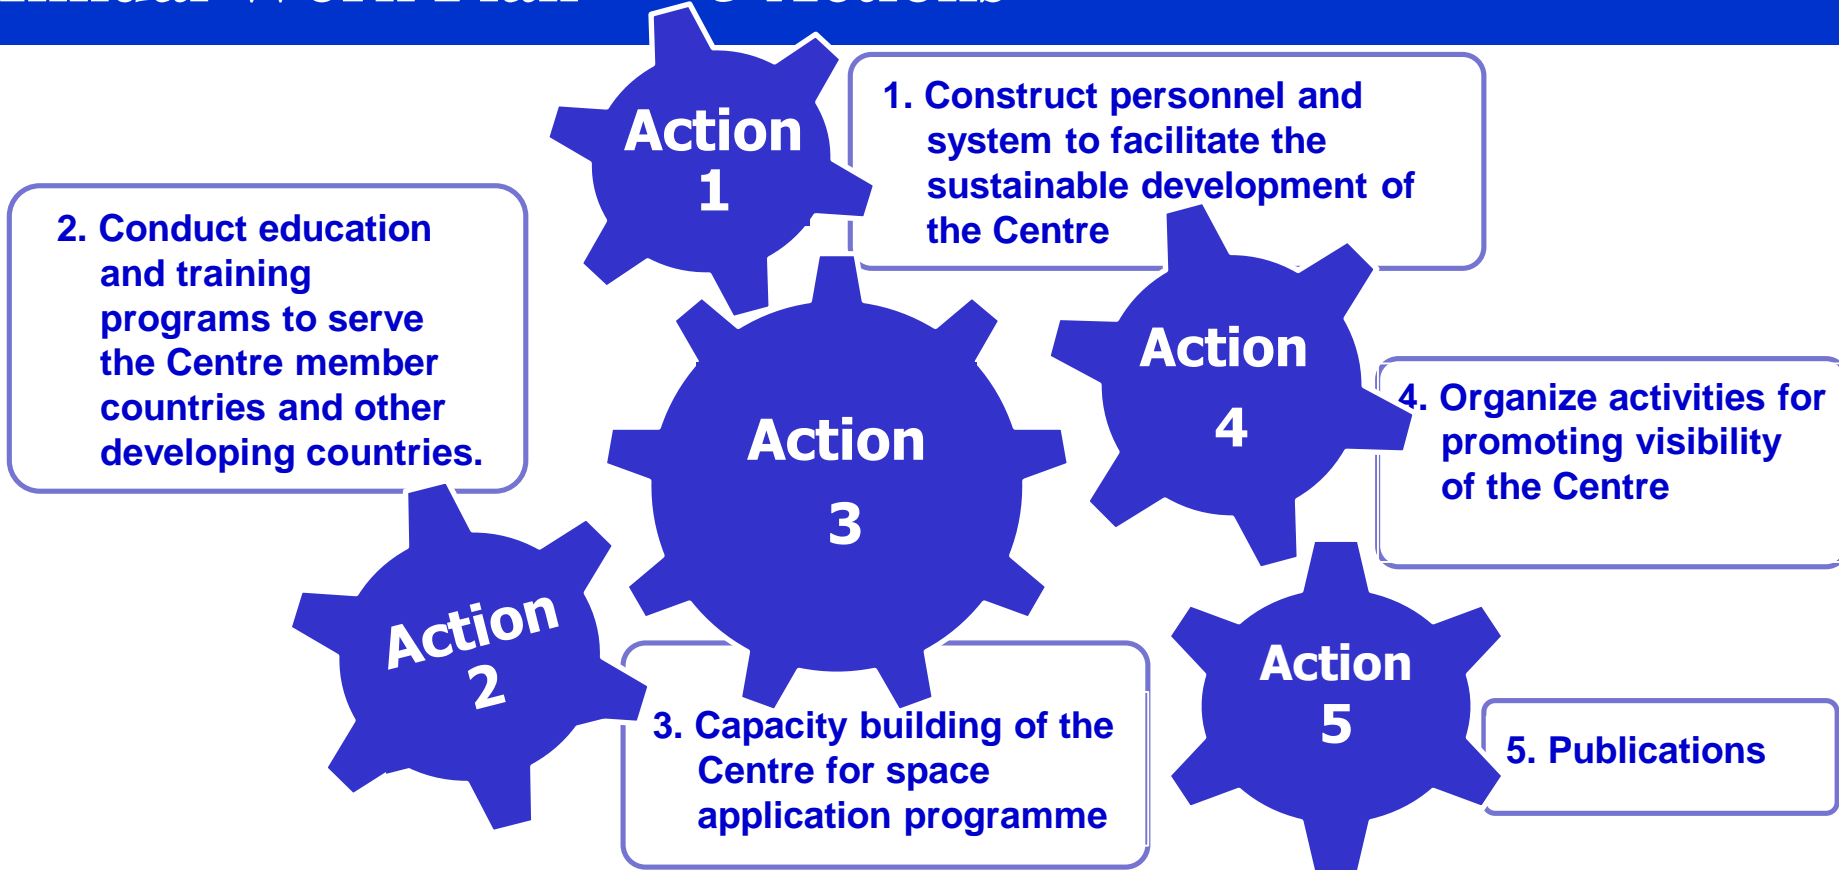 Action
1
1. Construct personnel and
system to facilitate the
sustainable development of
the Centre
2. Conduct education
and training
programs to serve
the Centre member
countries and other
developing countries.
Action
2
Action
3
3. Capacity building of the
Centre for space
application programme
Action
4
4. Organize activities for
promoting visibility
of the Centre
Action
5
5. Publications